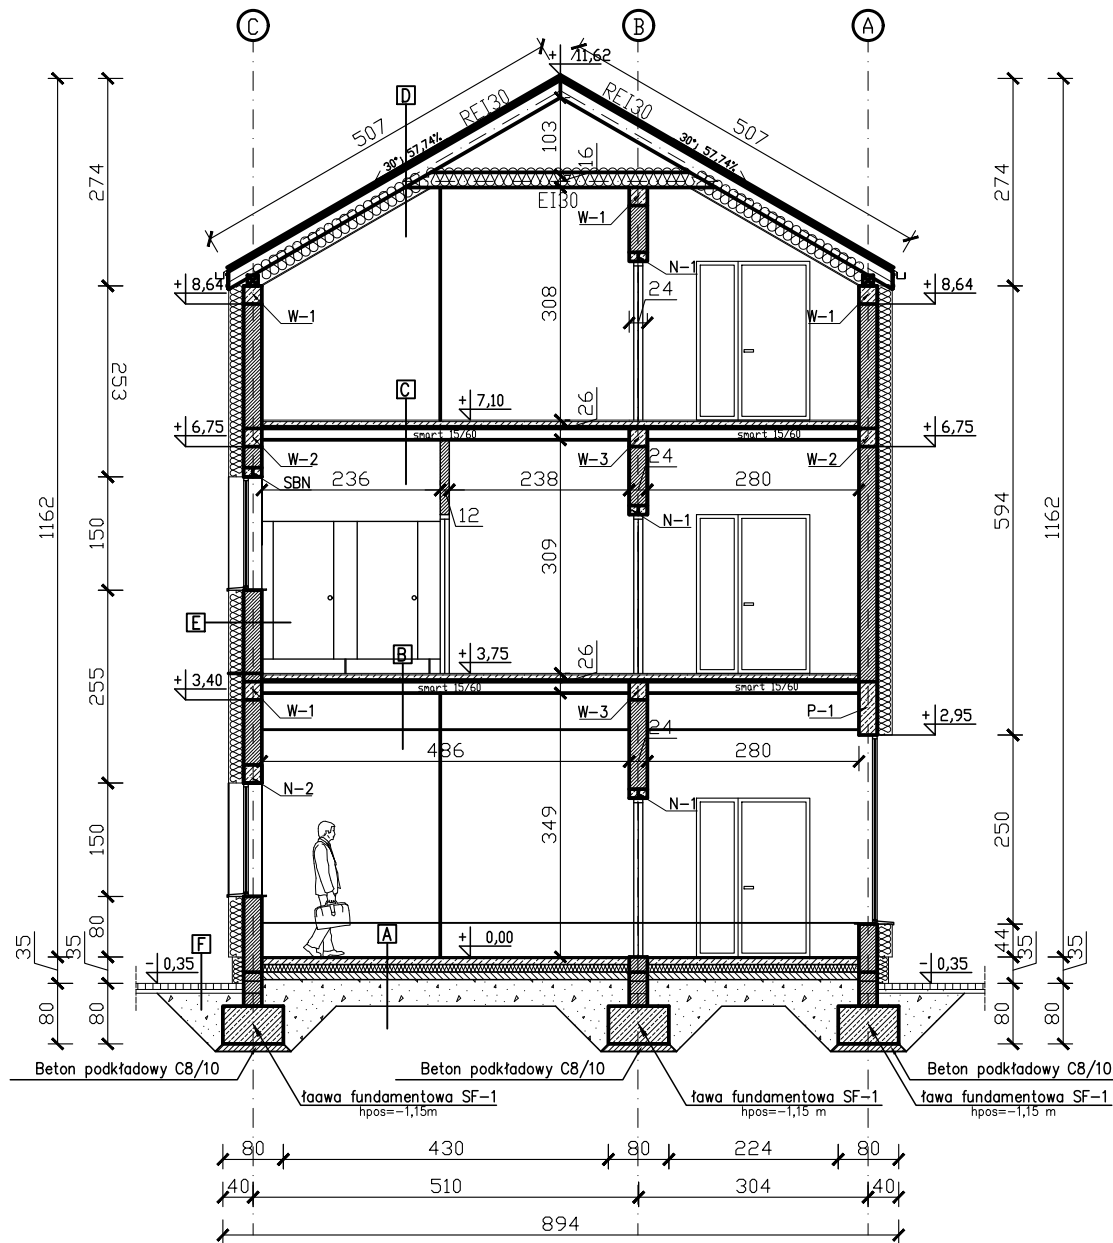 C B A
+ 11,62
507 REI30 30° 57,74% D
REI30 507 30° 57,74%
103
16
EI30
274 274
W-1
N-1
+ 8,64 + 8,64
W-1 W-1
24
308
253
C
+ 7,10
26
+ 6,75 + 6,75
smart 15/60 smart 15/60
W-2 W-3 W-2
SBN
24
236 238 280
12
N-1
1162 150 594 1162
309
E
B
+ 3,75
26
255
+ 3,40
smart 15/60 smart 15/60
W-1 W-3 P-1
+ 2,95
24
486 280
N-2
N-1
150 349 250
80
F A
+ 0,00
44
35 35 35 35
- 0,35 - 0,35
80 80 80 80
Beton podkładowy C8/10 Beton podkładowy C8/10 Beton podkładowy C8/10
łaawa fundamentowa SF-1 ława fundamentowa SF-1 ława fundamentowa SF-1
hpos=-1,15m hpos=-1,15 m hpos=-1,15 m
80 430 80 224 80
40 510 304 40
894